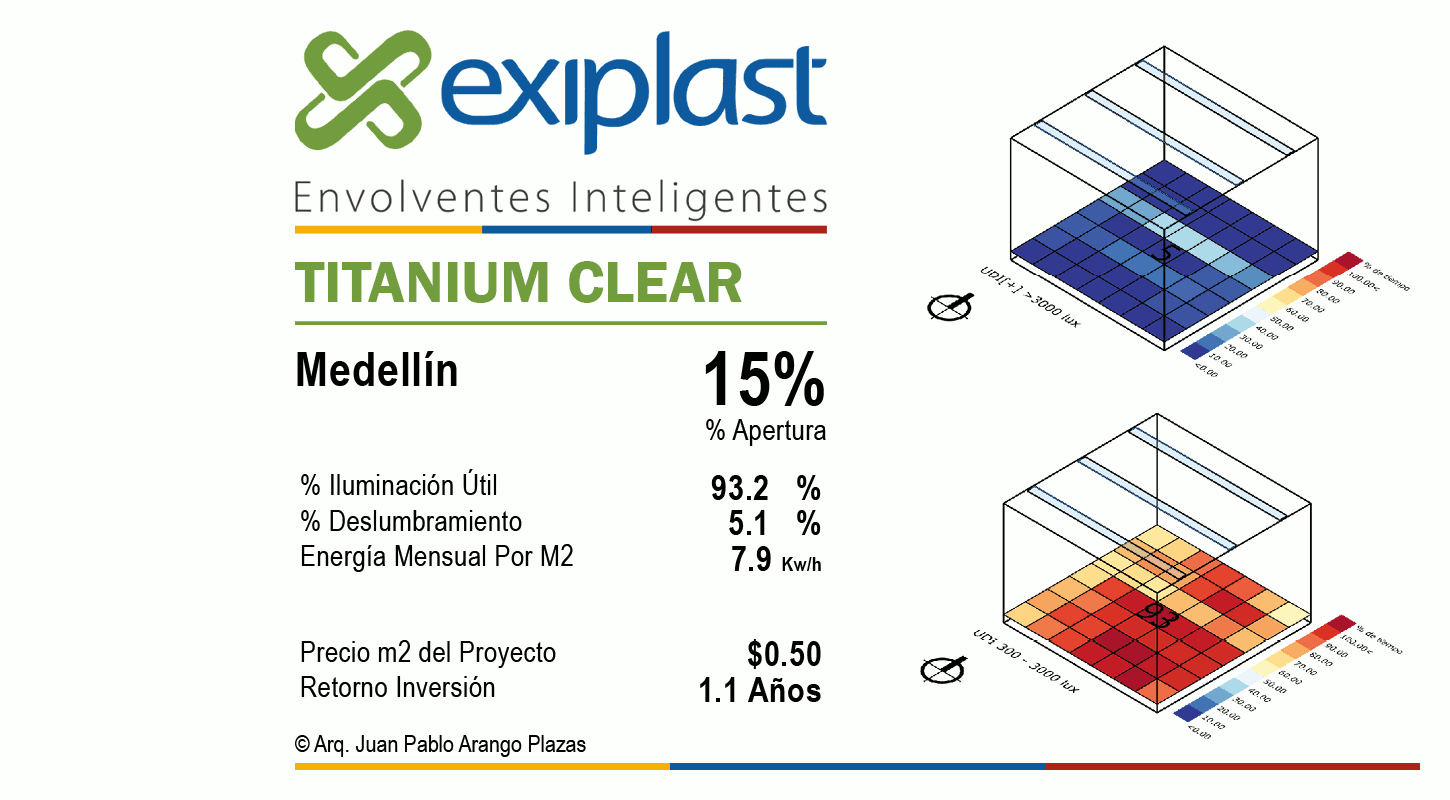 exiplast
Envolventes Inteligentes
TITANIUM CLEAR
Medellín 15%
% Apertura
% Iluminación Útil 93.2 %
% Deslumbramiento 5.1 %
Energía Mensual Por M2 7.9 Kw/h
Precio m2 del Proyecto $0.50
Retorno Inversión 1.1 Años
© Arq. Juan Pablo Arango Plazas
5
UDI[+] >3000 lux
% de tiempo
100.00<
90.00
80.00
70.00
60.00
50.00
40.00
30.00
20.00
10.00
<0.00
93
UDI 300 - 3000 lux
% de tiempo
100.00<
90.00
80.00
70.00
60.00
50.00
40.00
30.00
20.00
10.00
<0.00